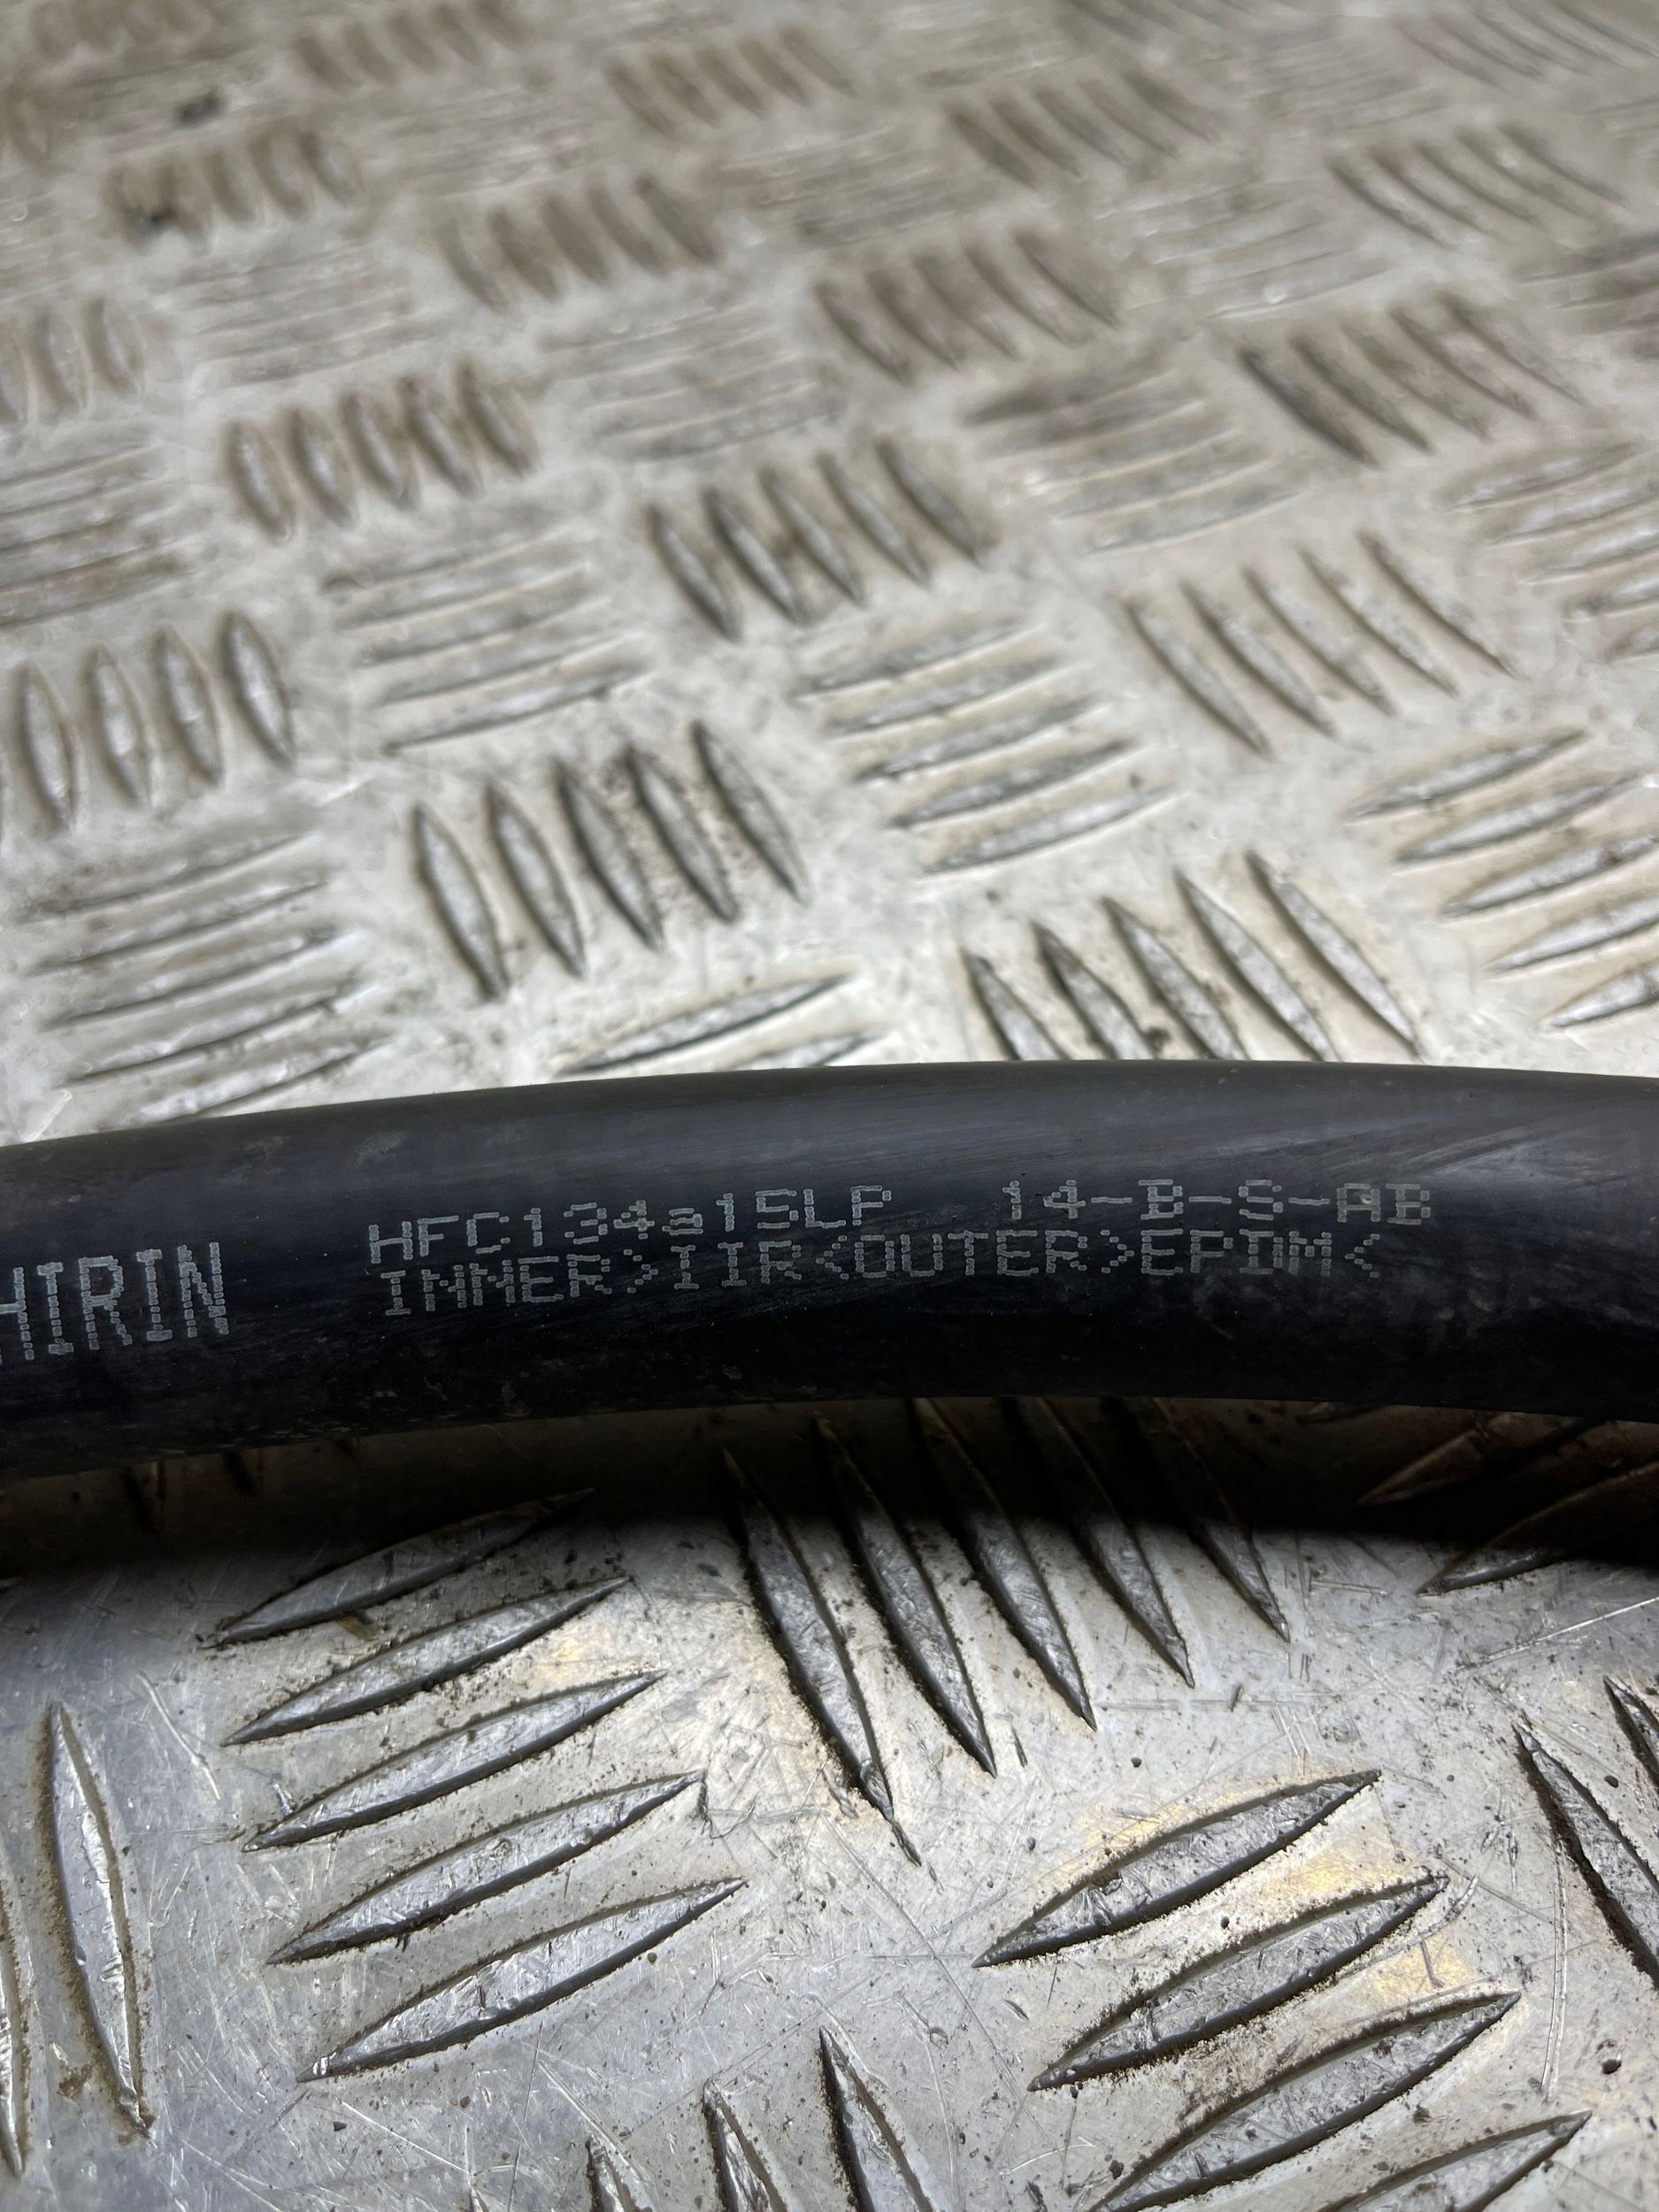 HIRIN
HFC134a15LP 14-B-S-AB
INNER>IIR<OUTER>EPDM<